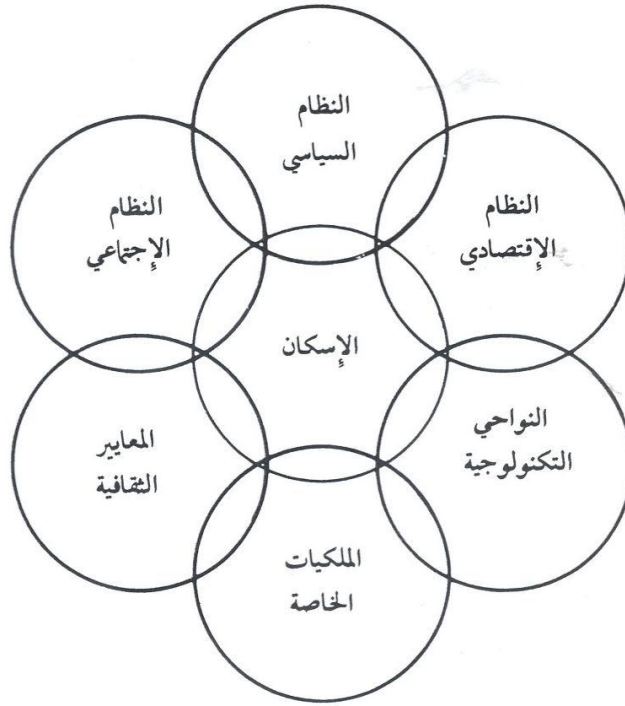 النظام
السياسي
النظام
الإقتصادي
النظام
الإجتماعي
الإسكان
النواحي
التكنولوجية
المعايير
الثقافية
الملكيات
الخاصة